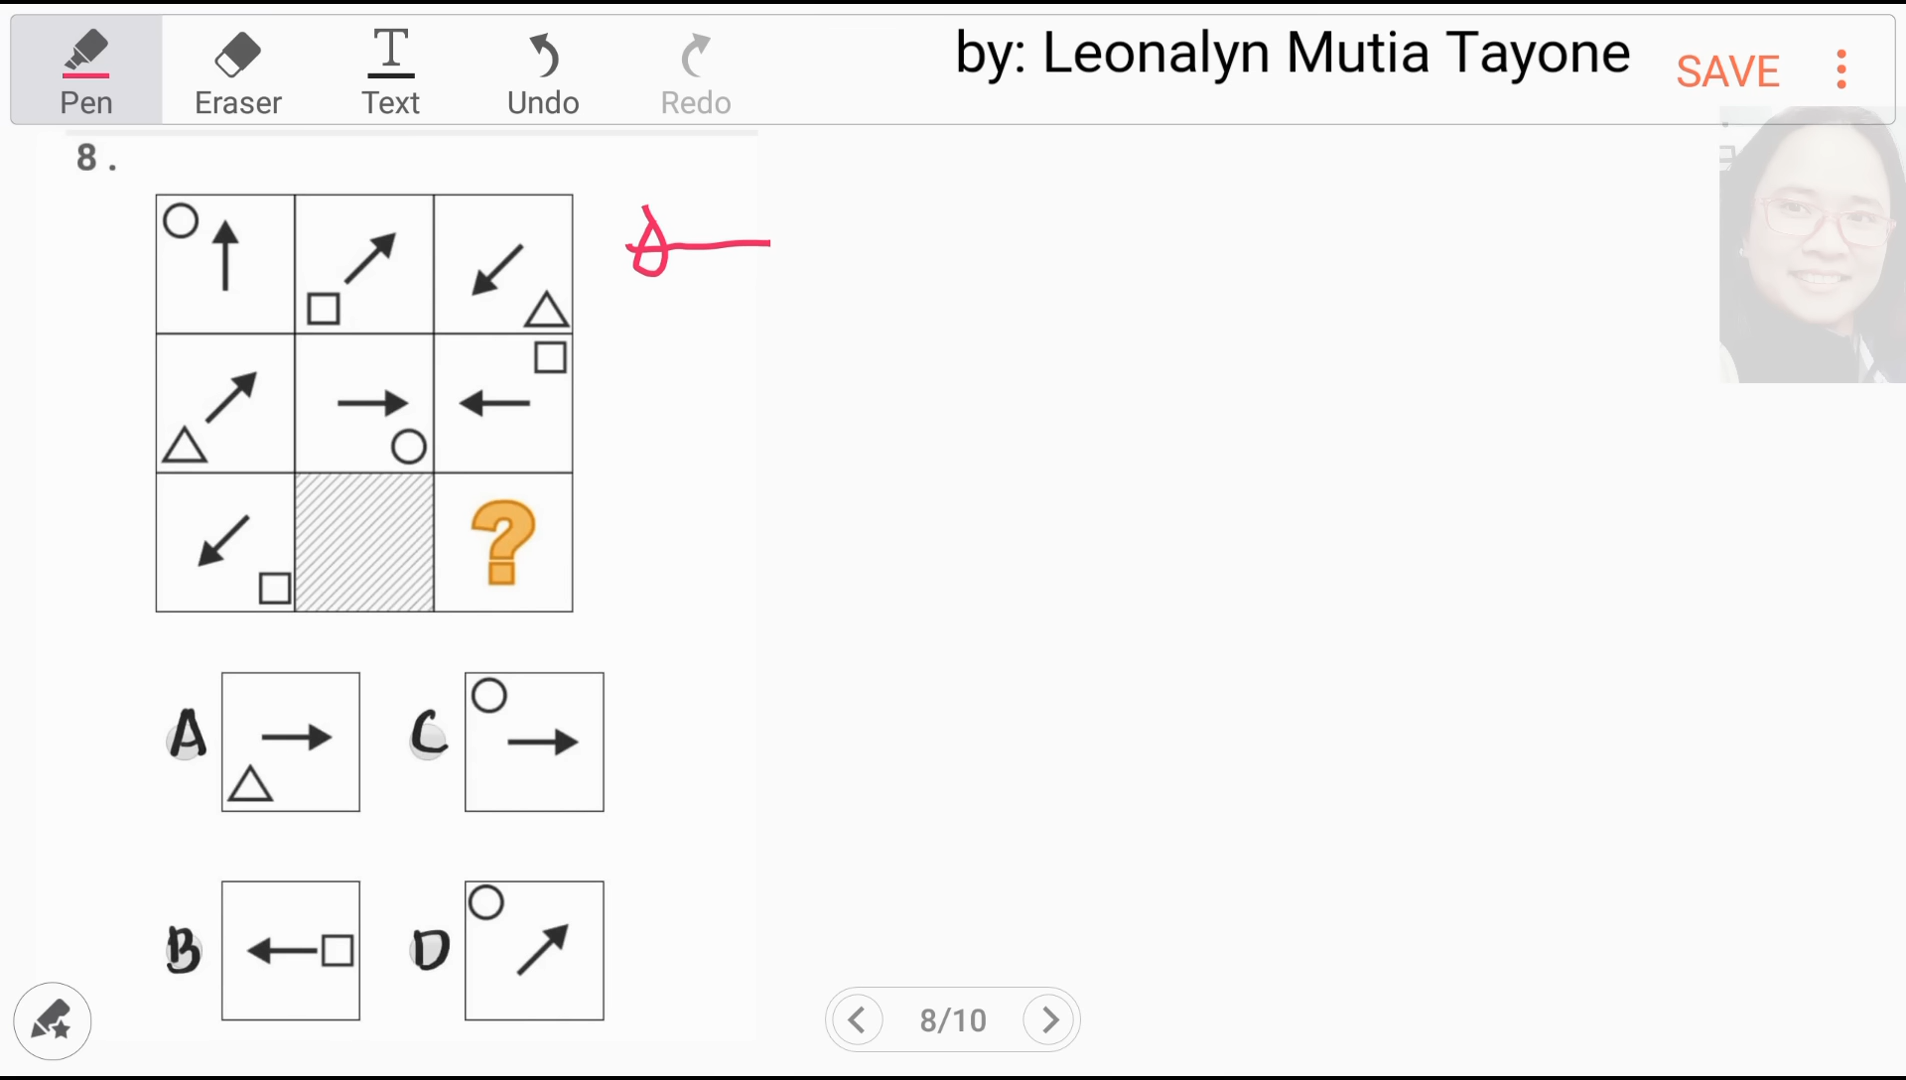 Pen
Eraser
T
Text
Undo
Redo
by: Leonalyn Mutia Tayone
SAVE
8 .
?
A
C
B
D
8/10